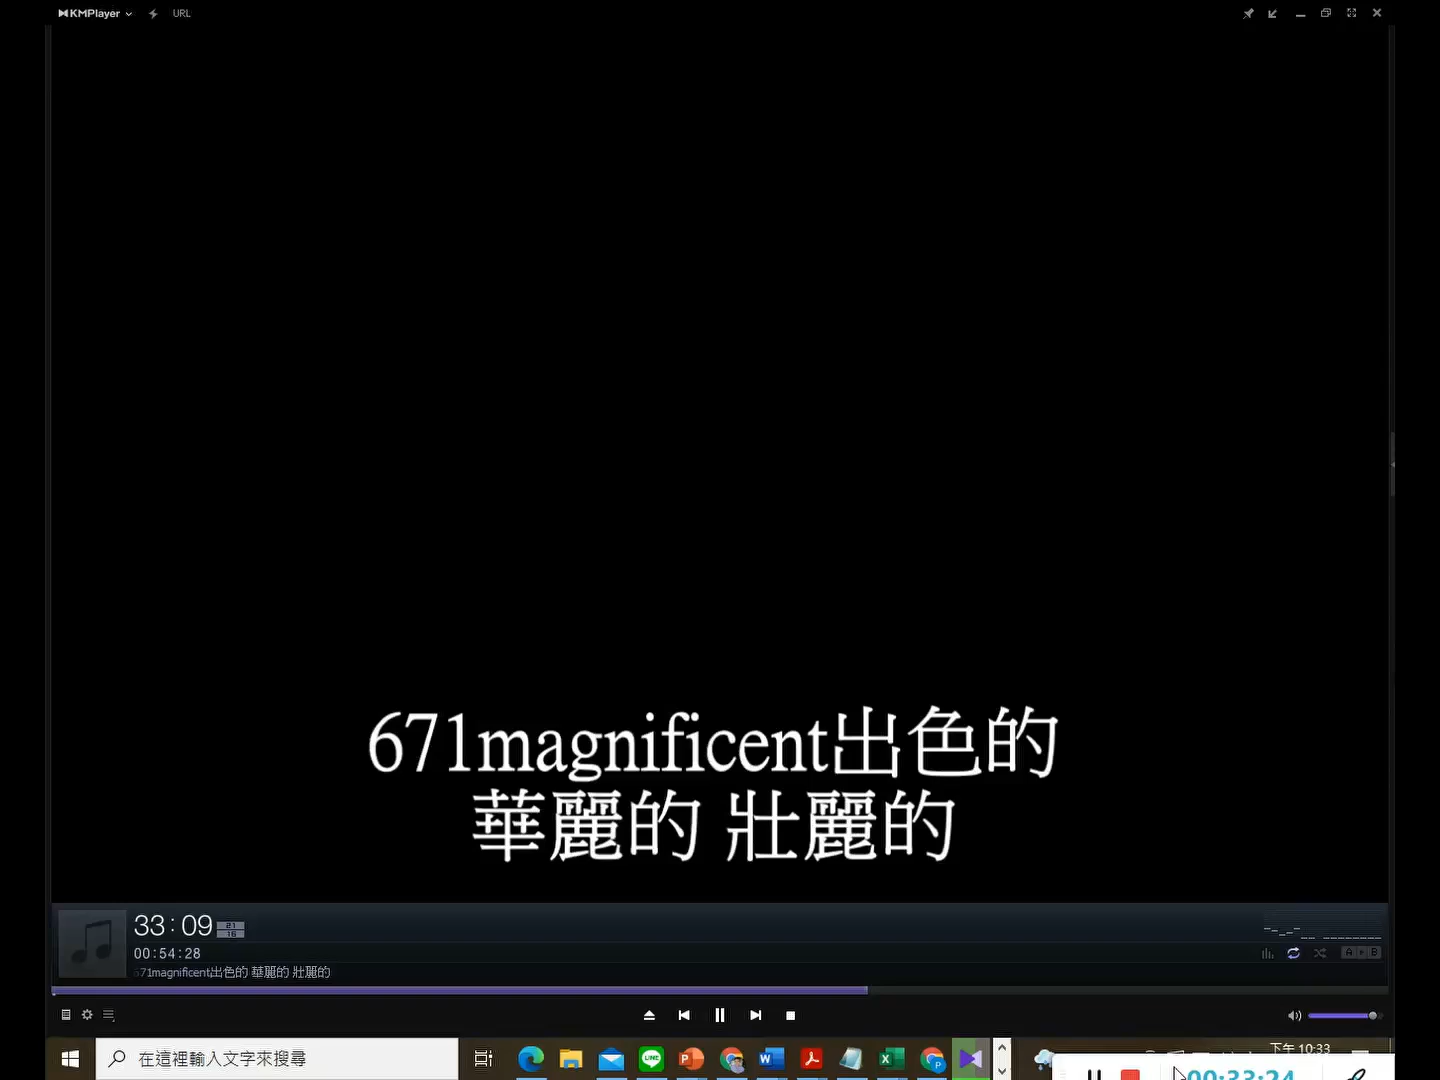 KMPlayer URL
671magnificent出色的
華麗的 壯麗的
33:09
00:54:28
671magnificent出色的 華麗的 壯麗的
A B
在這裡輸入文字來搜尋
下午 10:33
00:33:24